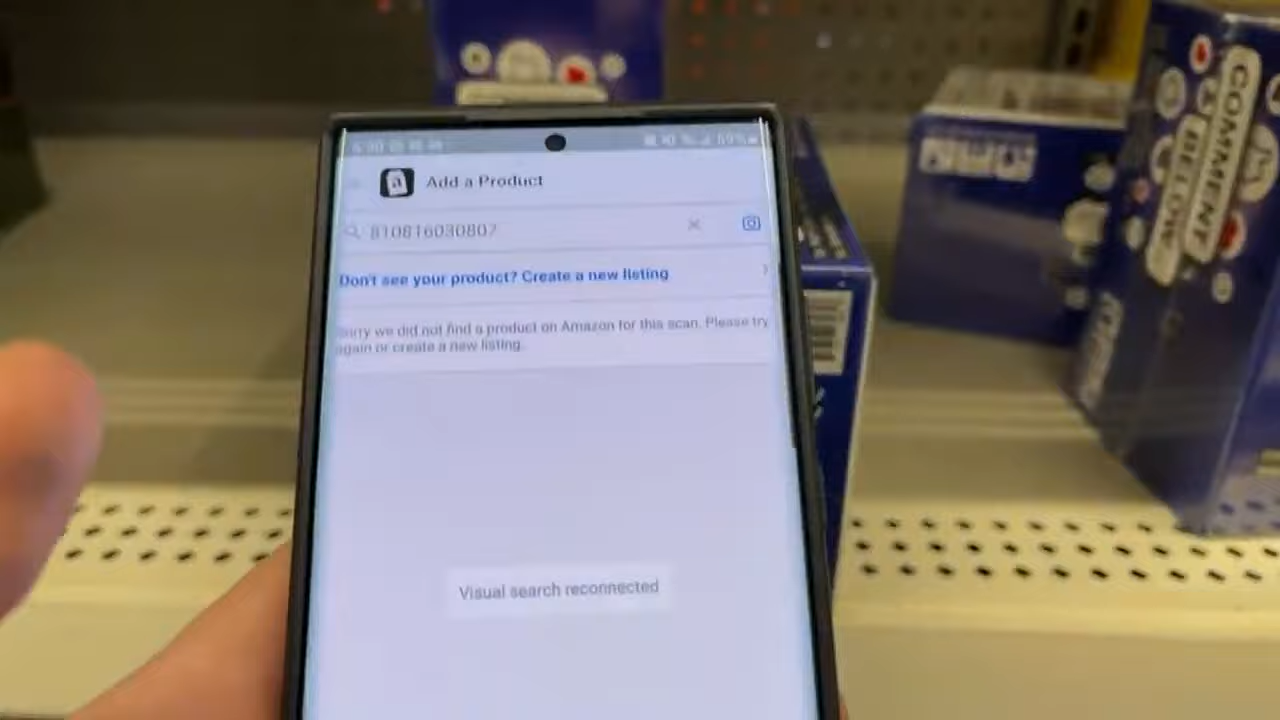 Add a Product
810816030807
Don't see your product? Create a new listing
Sorry we did not find a product on Amazon for this scan. Please try
again or create a new listing.
Visual search reconnected
COMMENT
BELLOW